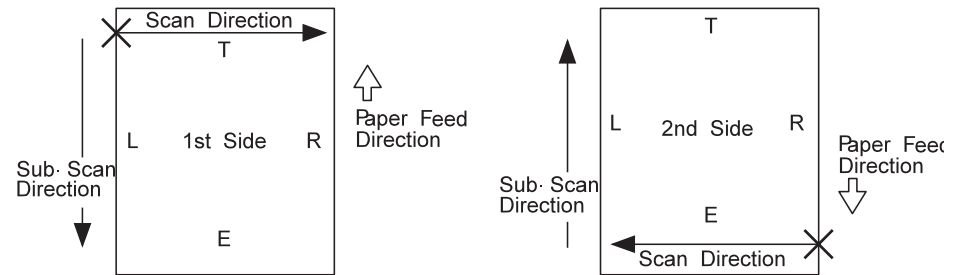 Scan Direction
T
L 1st Side R
Paper Feed
Direction
Sub- Scan
Direction
E
T
L 2nd Side R
Paper Feed
Direction
Sub- Scan
Direction
E
Scan Direction